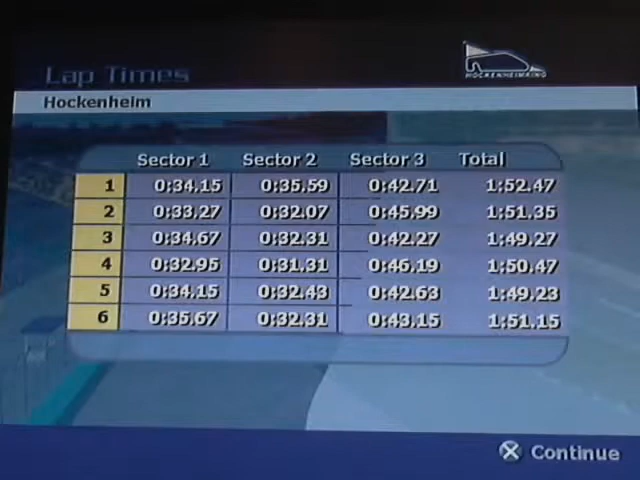 Lap Times
HOCKENHEIMRING
Hockenheim
Sector 1 Sector 2 Sector 3 Total
1 0:34.15 0:35.59 0:42.71 1:52.47
2 0:33.27 0:32.07 0:45.99 1:51.35
3 0:34.67 0:32.31 0:42.27 1:49.27
4 0:32.95 0:31.31 0:46.19 1:50.47
5 0:34.15 0:32.43 0:42.63 1:49.23
6 0:35.67 0:32.31 0:43.15 1:51.15
Continue